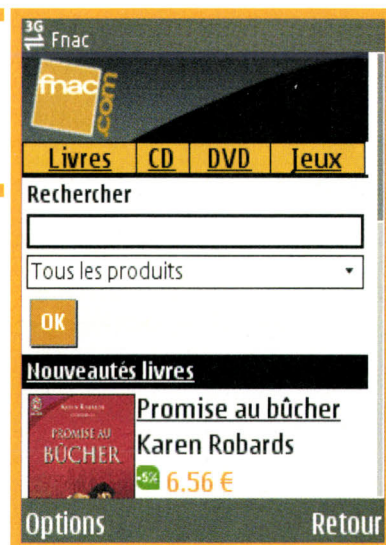 3G Fnac
fnac
.com
Livres CD DVD Jeux
Rechercher
Tous les produits
OK
Nouveautés livres
KAREN ROBARDS
PROMISE AU
BÛCHER
Promise au bûcher
Karen Robards
-5% 6.56 €
Options Retour